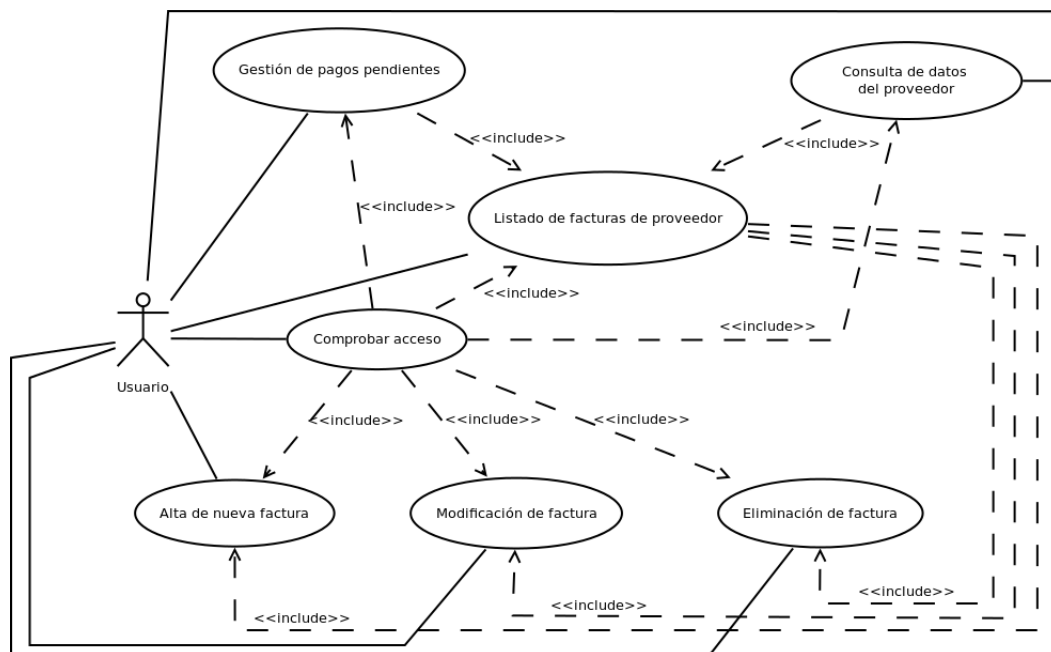 Gestión de pagos pendientes
Consulta de datos
del proveedor
<<include>>
<<include>>
<<include>>
Listado de facturas de proveedor
<<include>>
<<include>>
Comprobar acceso
Usuario
<<include>>
<<include>>
<<include>>
Alta de nueva factura
Modificación de factura
Eliminación de factura
<<include>>
<<include>>
<<include>>